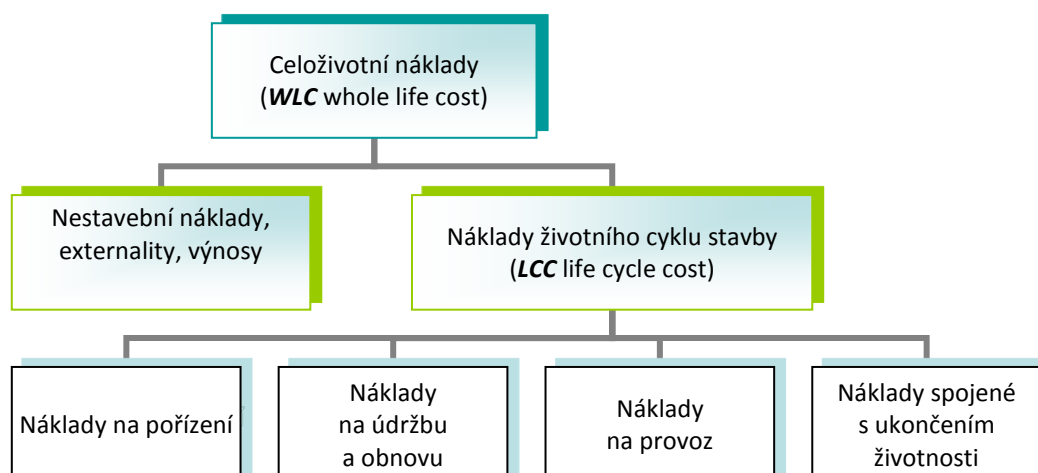 Celoživotní náklady
(WLC whole life cost)
Nestavební náklady,
externality, výnosy
Náklady životního cyklu stavby
(LCC life cycle cost)
Náklady na pořízení
Náklady
na údržbu
a obnovu
Náklady
na provoz
Náklady spojené
s ukončením
životnosti